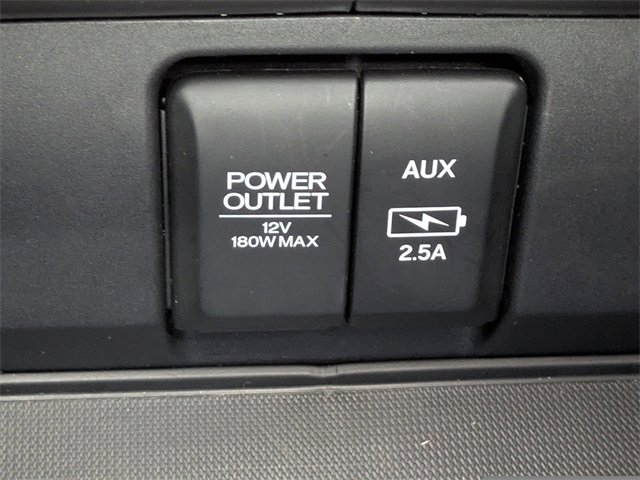 POWER
OUTLET
12V
180W MAX
AUX
2.5A